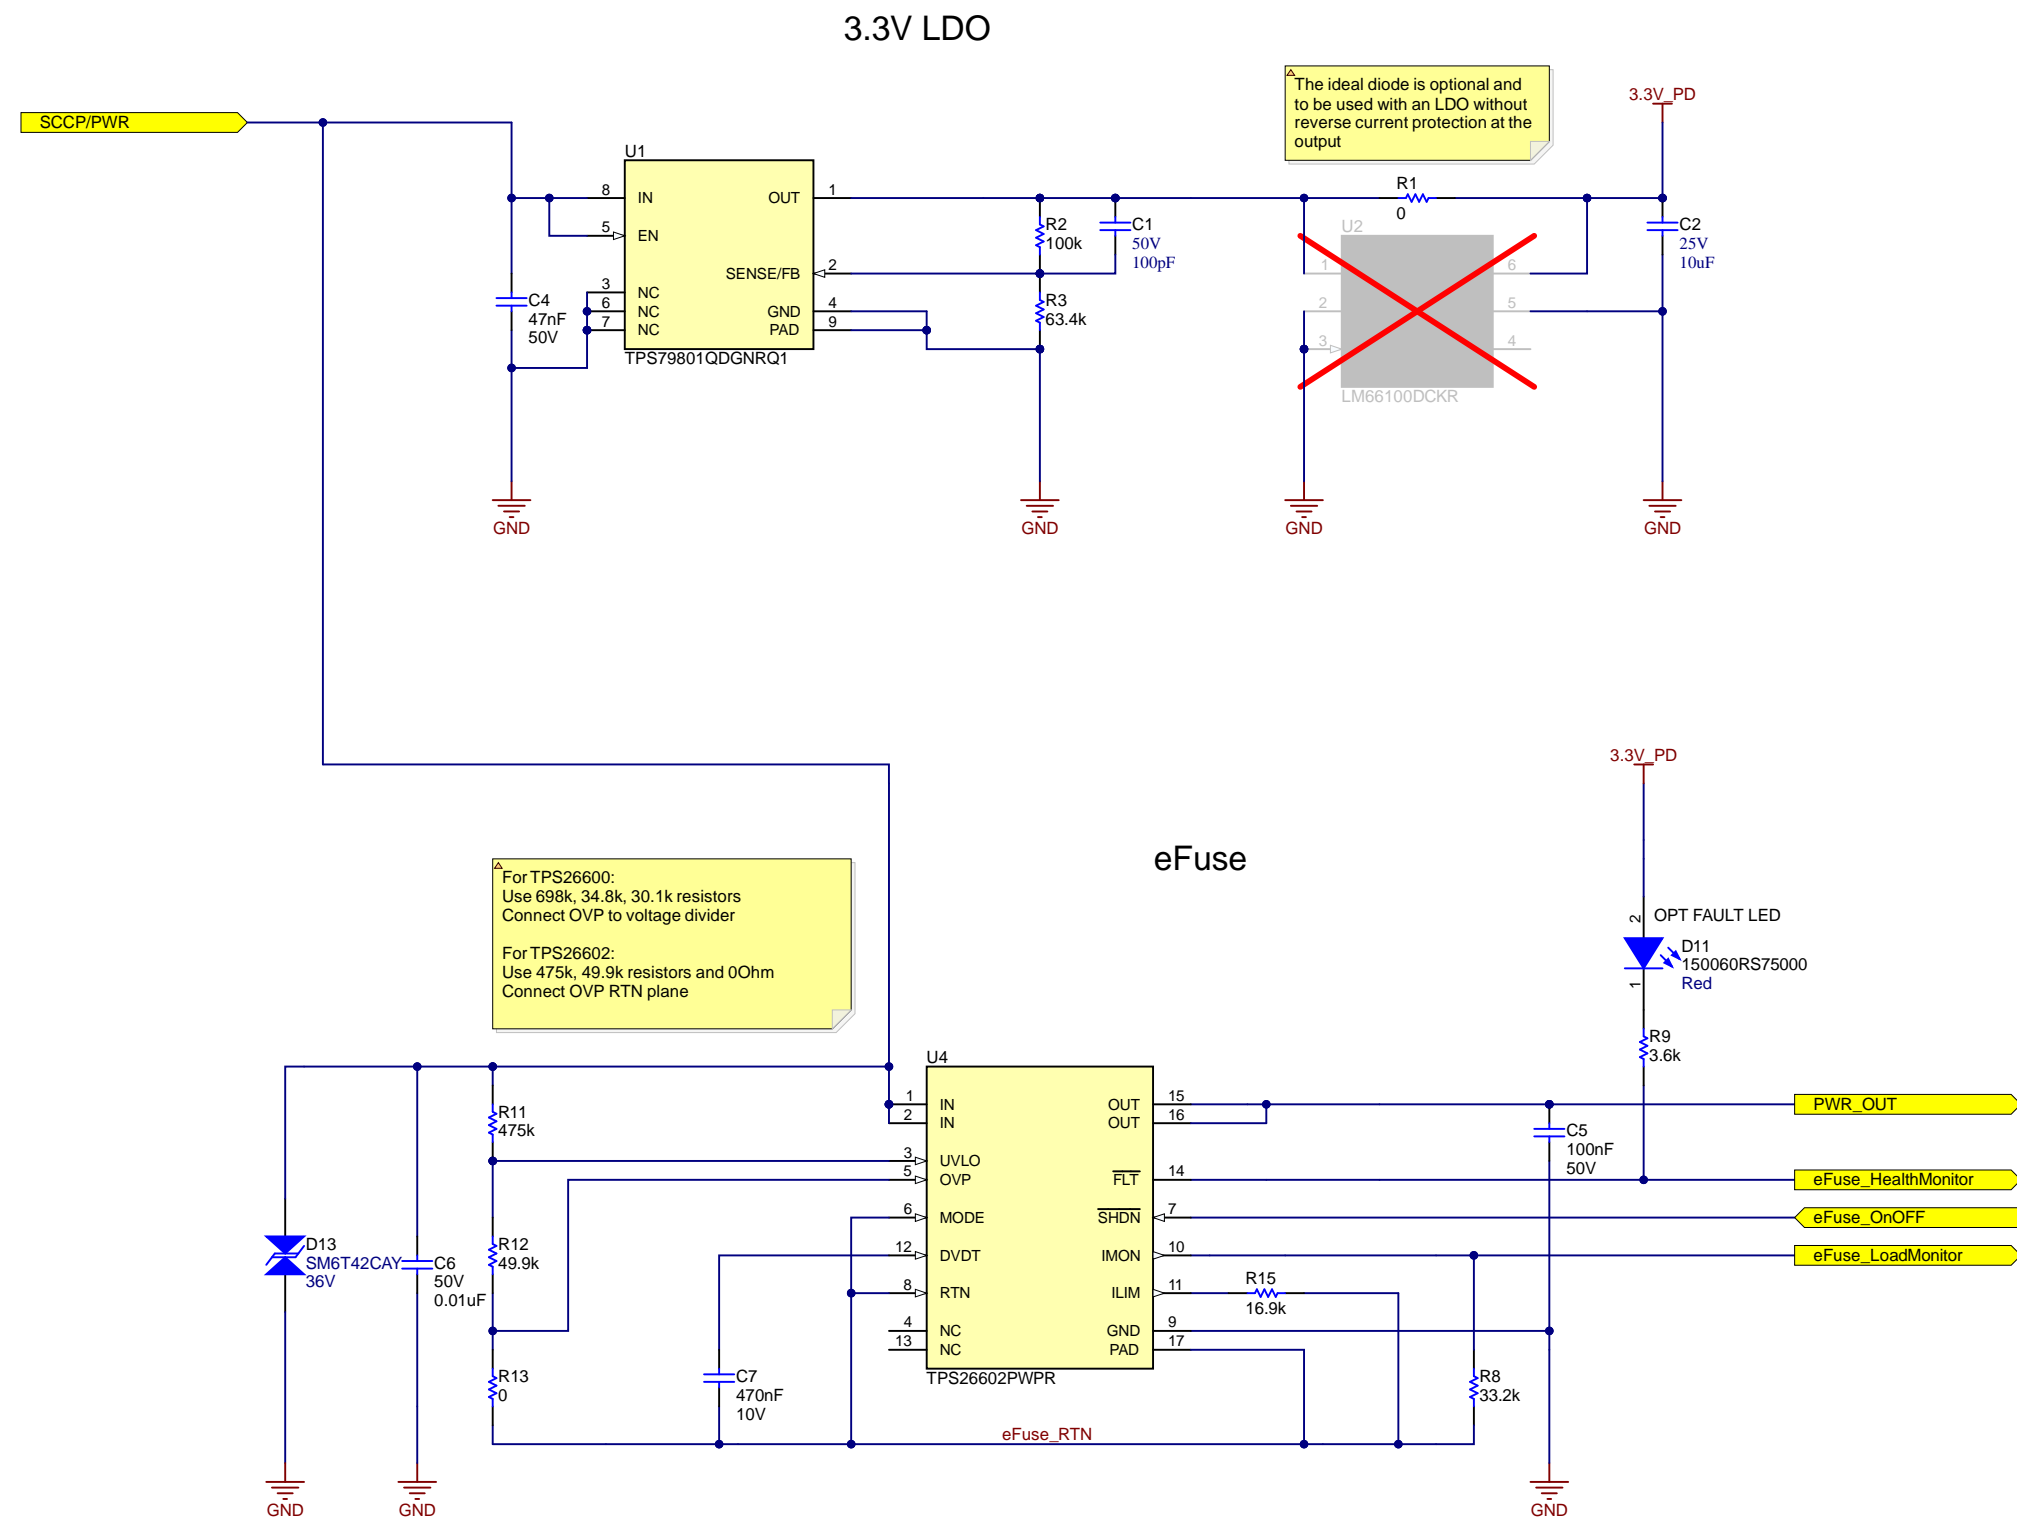 3.3V LDO
The ideal diode is optional and
to be used with an LDO without
reverse current protection at the
output
3.3V_PD
SCCP/PWR
U1
8
IN
OUT
1
5
EN
SENSE/FB
2
3
NC
6
NC
7
NC
GND
4
PAD
9
TPS79801QDGNRQ1
C4
47nF
50V
R2
100k
C1
50V
100pF
R3
63.4k
R1
0
U2
1
2
3
6
5
4
LM66100DCKR
C2
25V
10uF
GND
GND
GND
GND
3.3V_PD
eFuse
For TPS26600:
Use 698k, 34.8k, 30.1k resistors
Connect OVP to voltage divider
For TPS26602:
Use 475k, 49.9k resistors and 0Ohm
Connect OVP RTN plane
2
OPT FAULT LED
D11
150060RS75000
Red
1
R9
3.6k
U4
1
IN
2
IN
3
UVLO
5
OVP
6
MODE
12
DVDT
8
RTN
4
NC
13
NC
OUT
15
OUT
16
FLT
14
SHDN
7
IMON
10
ILIM
11
GND
9
PAD
17
TPS26602PWPR
R11
475k
R12
49.9k
R13
0
D13
SM6T42CAY
36V
C6
50V
0.01uF
C7
470nF
10V
R15
16.9k
R8
33.2k
C5
100nF
50V
PWR_OUT
eFuse_HealthMonitor
eFuse_OnOFF
eFuse_LoadMonitor
eFuse_RTN
GND
GND
GND